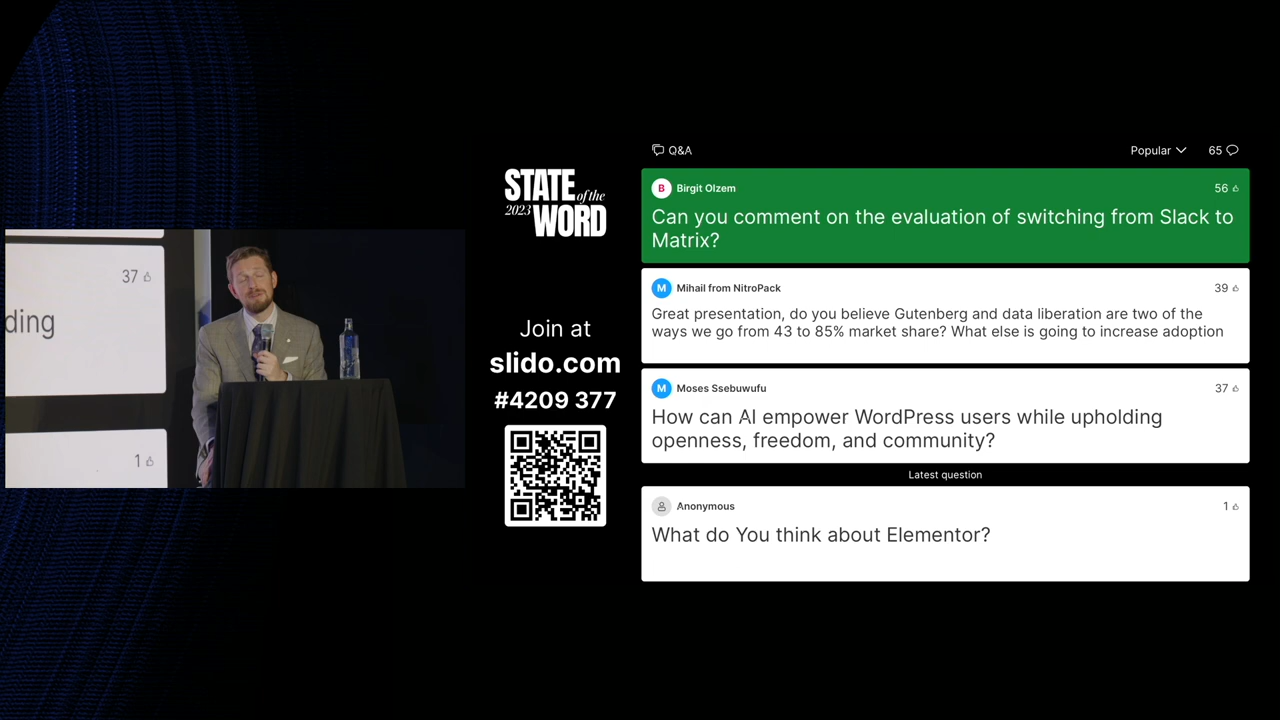 37
ding
1
STATE of the
2023 WORD
Join at
slido.com
#4209 377
Q&A
Popular
65
B
Birgit Olzem
56
Can you comment on the evaluation of switching from Slack to
Matrix?
M
Mihail from NitroPack
39
Great presentation, do you believe Gutenberg and data liberation are two of the
ways we go from 43 to 85% market share? What else is going to increase adoption
M
Moses Ssebuwufu
37
How can AI empower WordPress users while upholding
openness, freedom, and community?
Latest question
Anonymous
1
What do You think about Elementor?